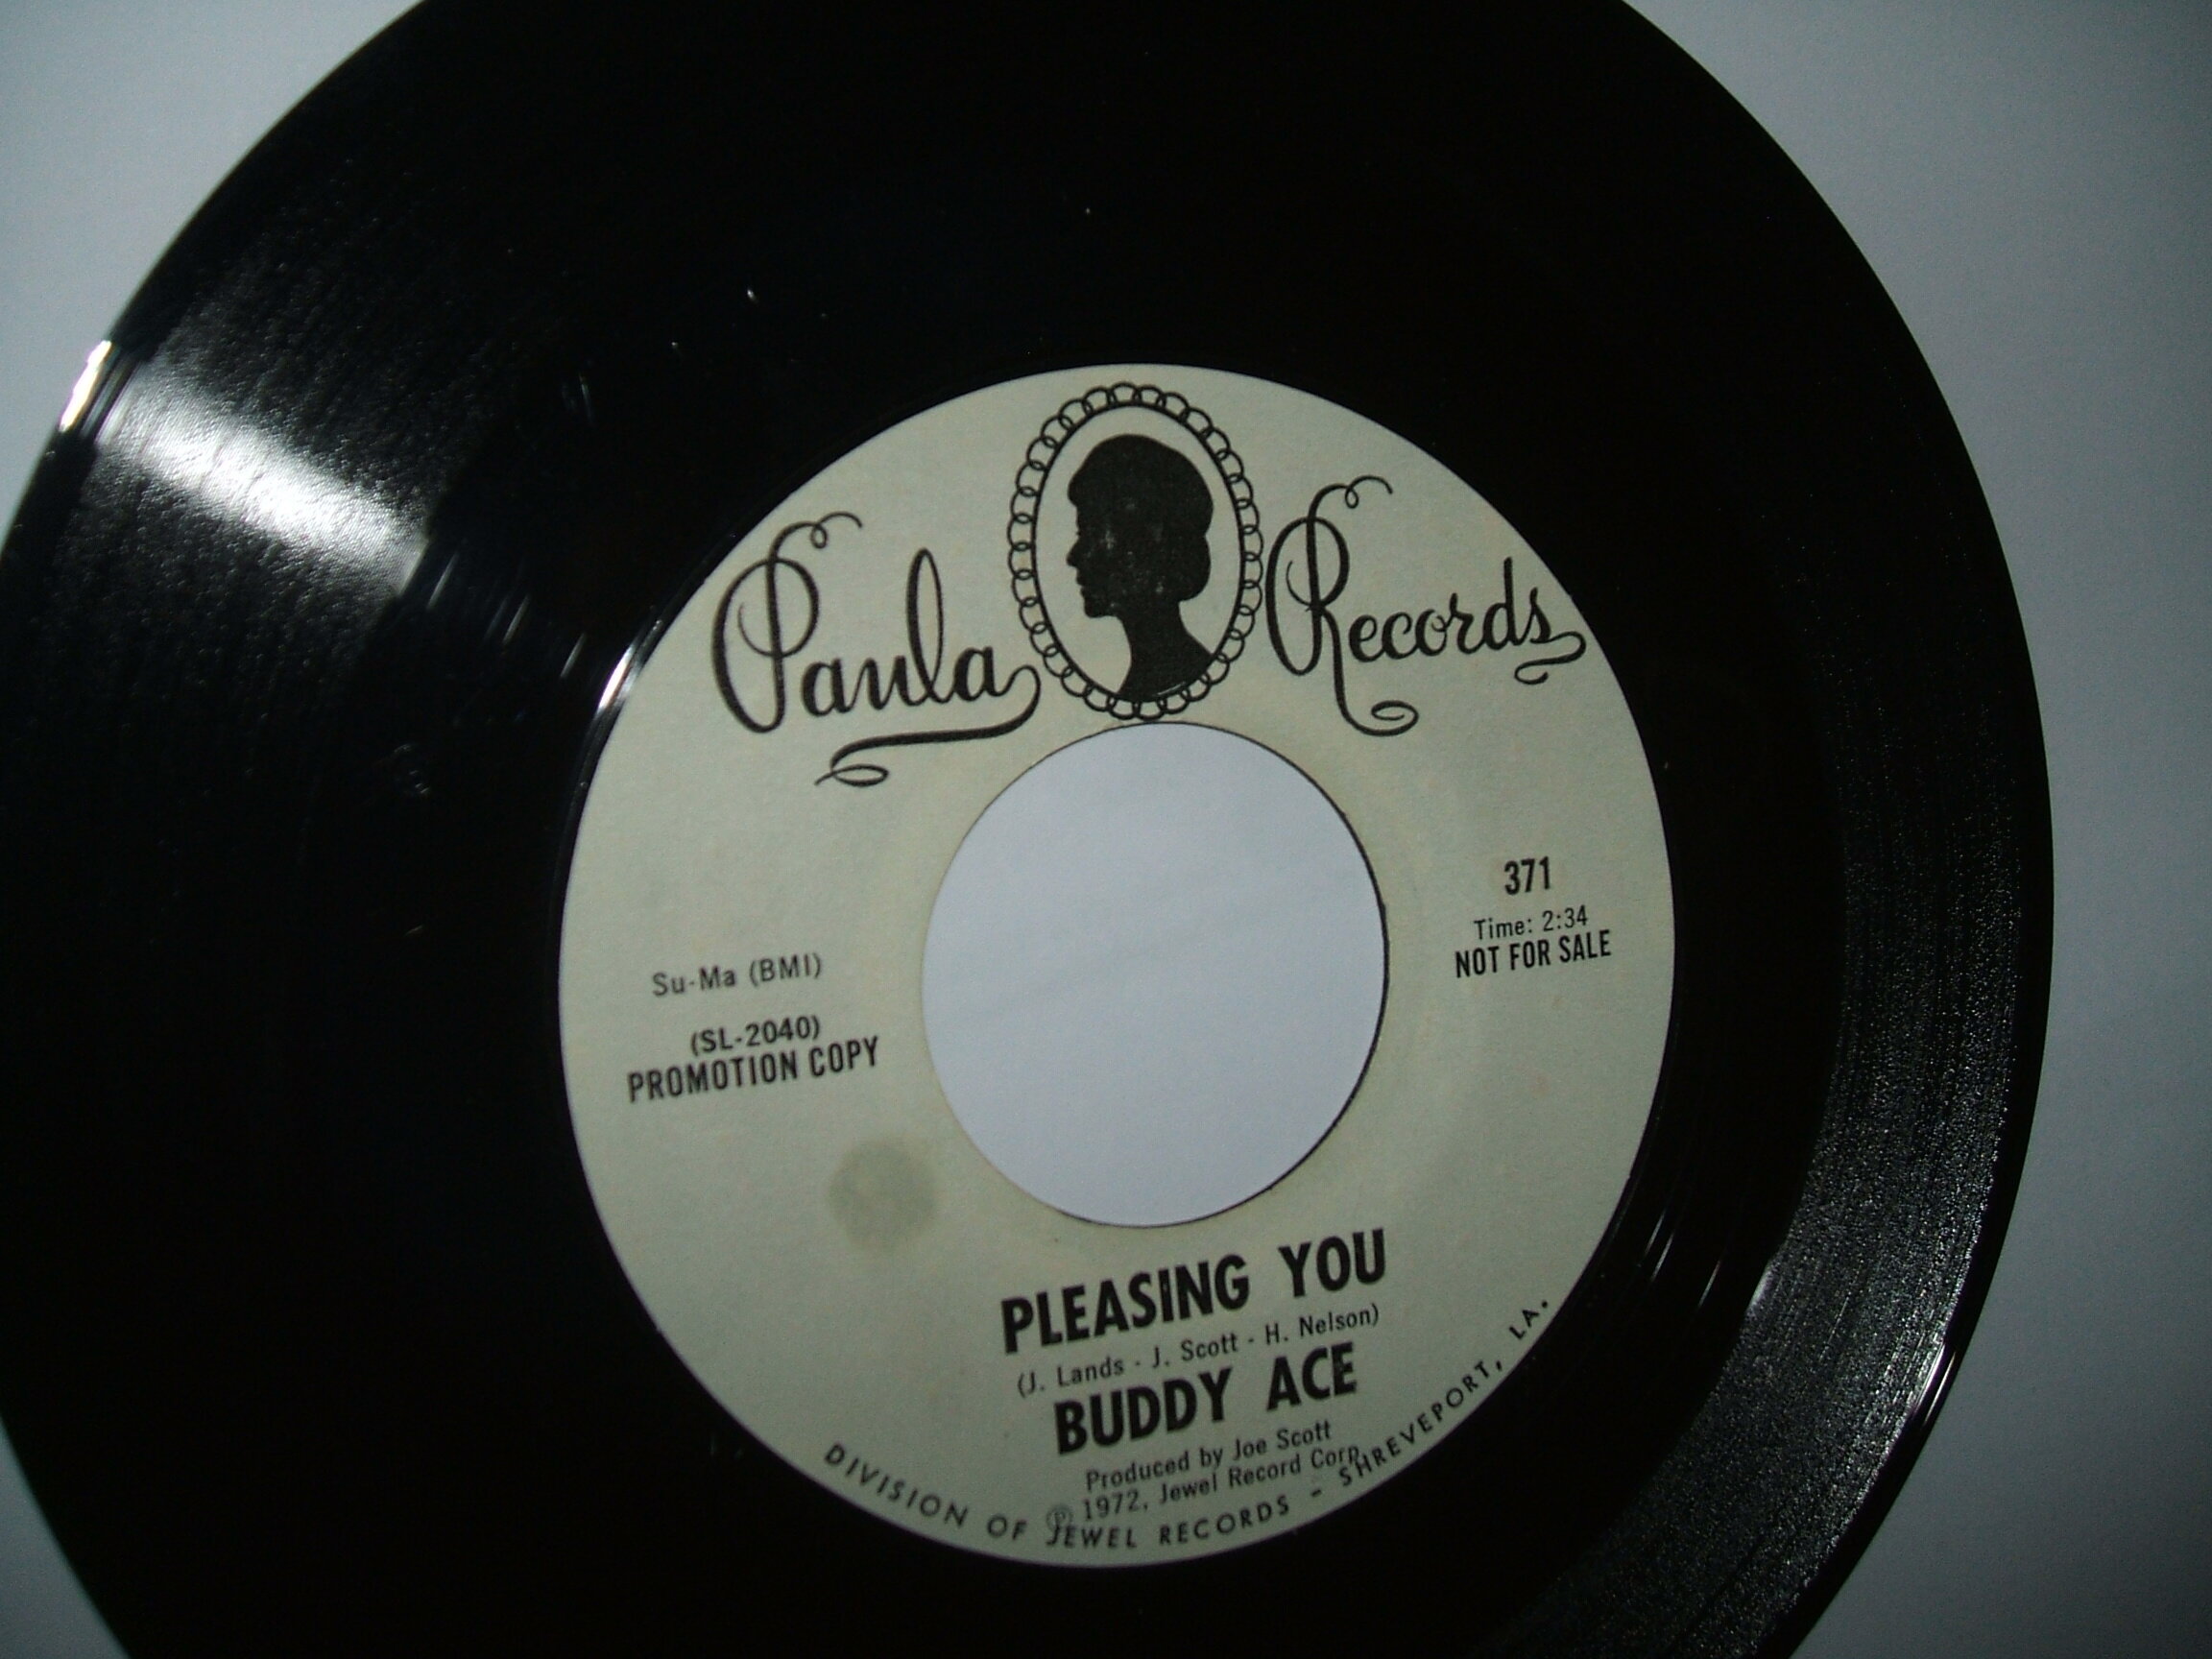 Paula Records
371
Time: 2:34
NOT FOR SALE
Su-Ma (BMI)
(SL-2040)
PROMOTION COPY
PLEASING YOU
(J. Lands - J. Scott - H. Nelson)
BUDDY ACE
Produced by Joe Scott
Ⓟ 1972, Jewel Record Corp.
DIVISION OF JEWEL RECORDS - SHREVEPORT, LA.